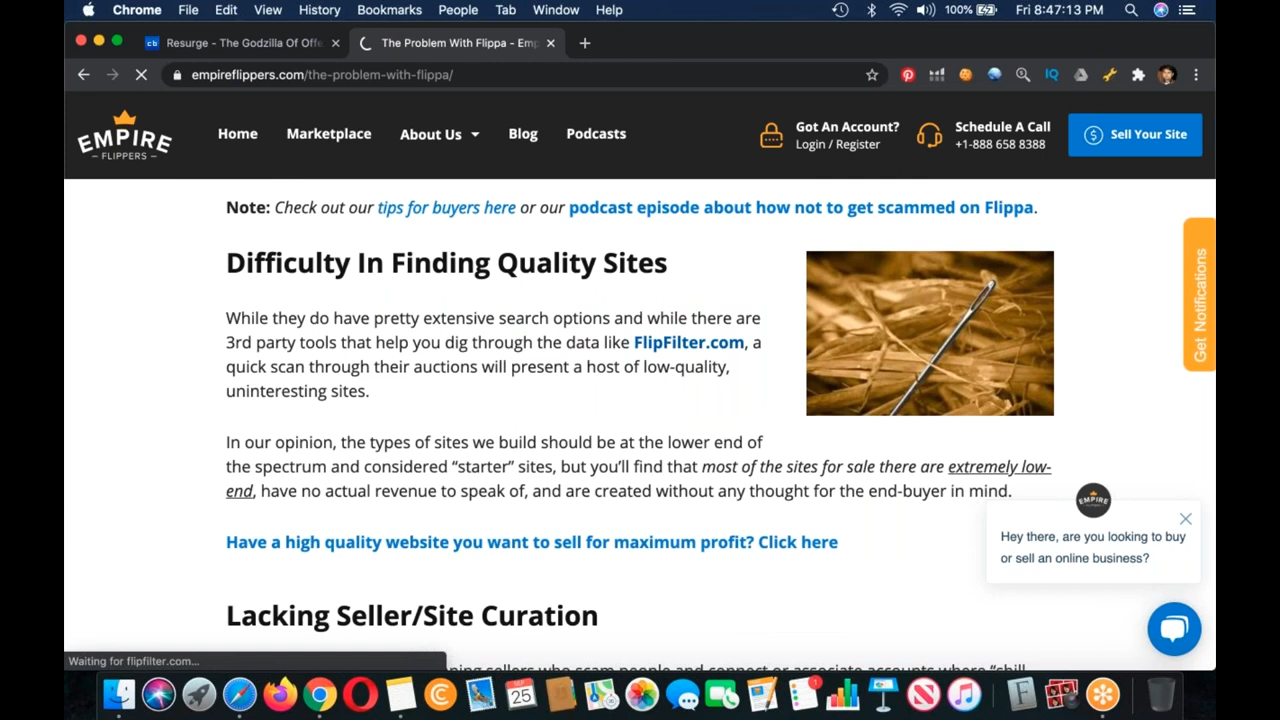 Chrome File Edit View History Bookmarks People Tab Window Help 100% Fri 8:47:13 PM
cb Resurge - The Godzilla Of Offe The Problem With Flippa - Emp
empireflippers.com/the-problem-with-flippa/
EMPIRE
FLIPPERS
Home Marketplace About Us Blog Podcasts
Got An Account?
Login / Register
Schedule A Call
+1-888 658 8388
Sell Your Site
Note: Check out our tips for buyers here or our podcast episode about how not to get scammed on Flippa.
Difficulty In Finding Quality Sites
While they do have pretty extensive search options and while there are
3rd party tools that help you dig through the data like FlipFilter.com, a
quick scan through their auctions will present a host of low-quality,
uninteresting sites.
In our opinion, the types of sites we build should be at the lower end of
the spectrum and considered “starter” sites, but you’ll find that most of the sites for sale there are extremely low-
end, have no actual revenue to speak of, and are created without any thought for the end-buyer in mind.
Have a high quality website you want to sell for maximum profit? Click here
Lacking Seller/Site Curation
Get Notifications
EMPIRE
Hey there, are you looking to buy
or sell an online business?
Waiting for flipfilter.com...
IQ
25
1